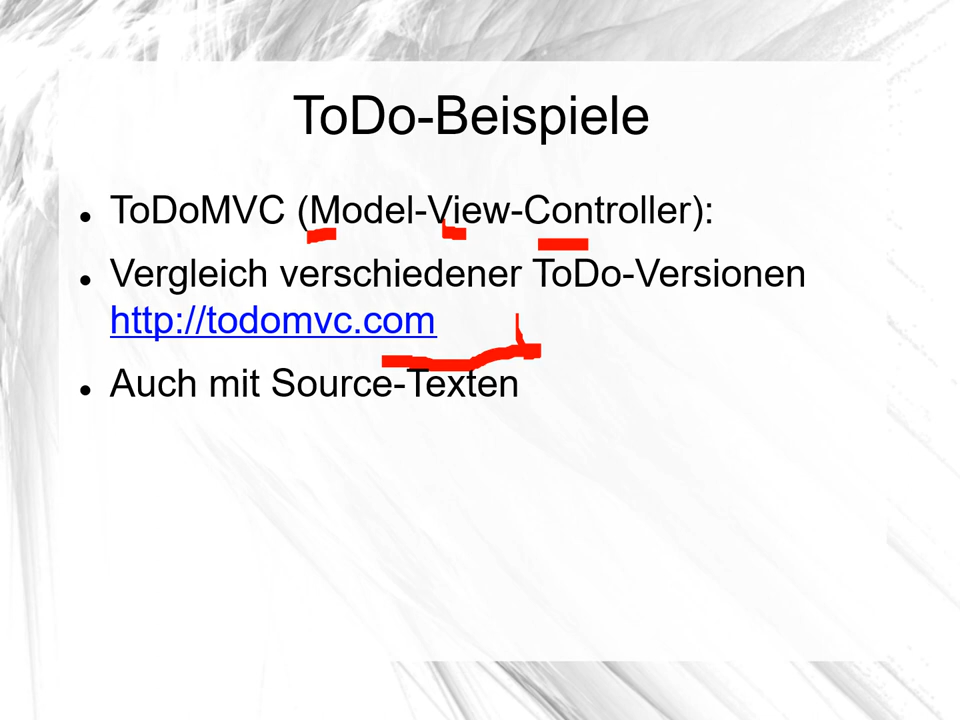 ToDo-Beispiele
ToDoMVC (Model-View-Controller):
Vergleich verschiedener ToDo-Versionen
http://todomvc.com
Auch mit Source-Texten